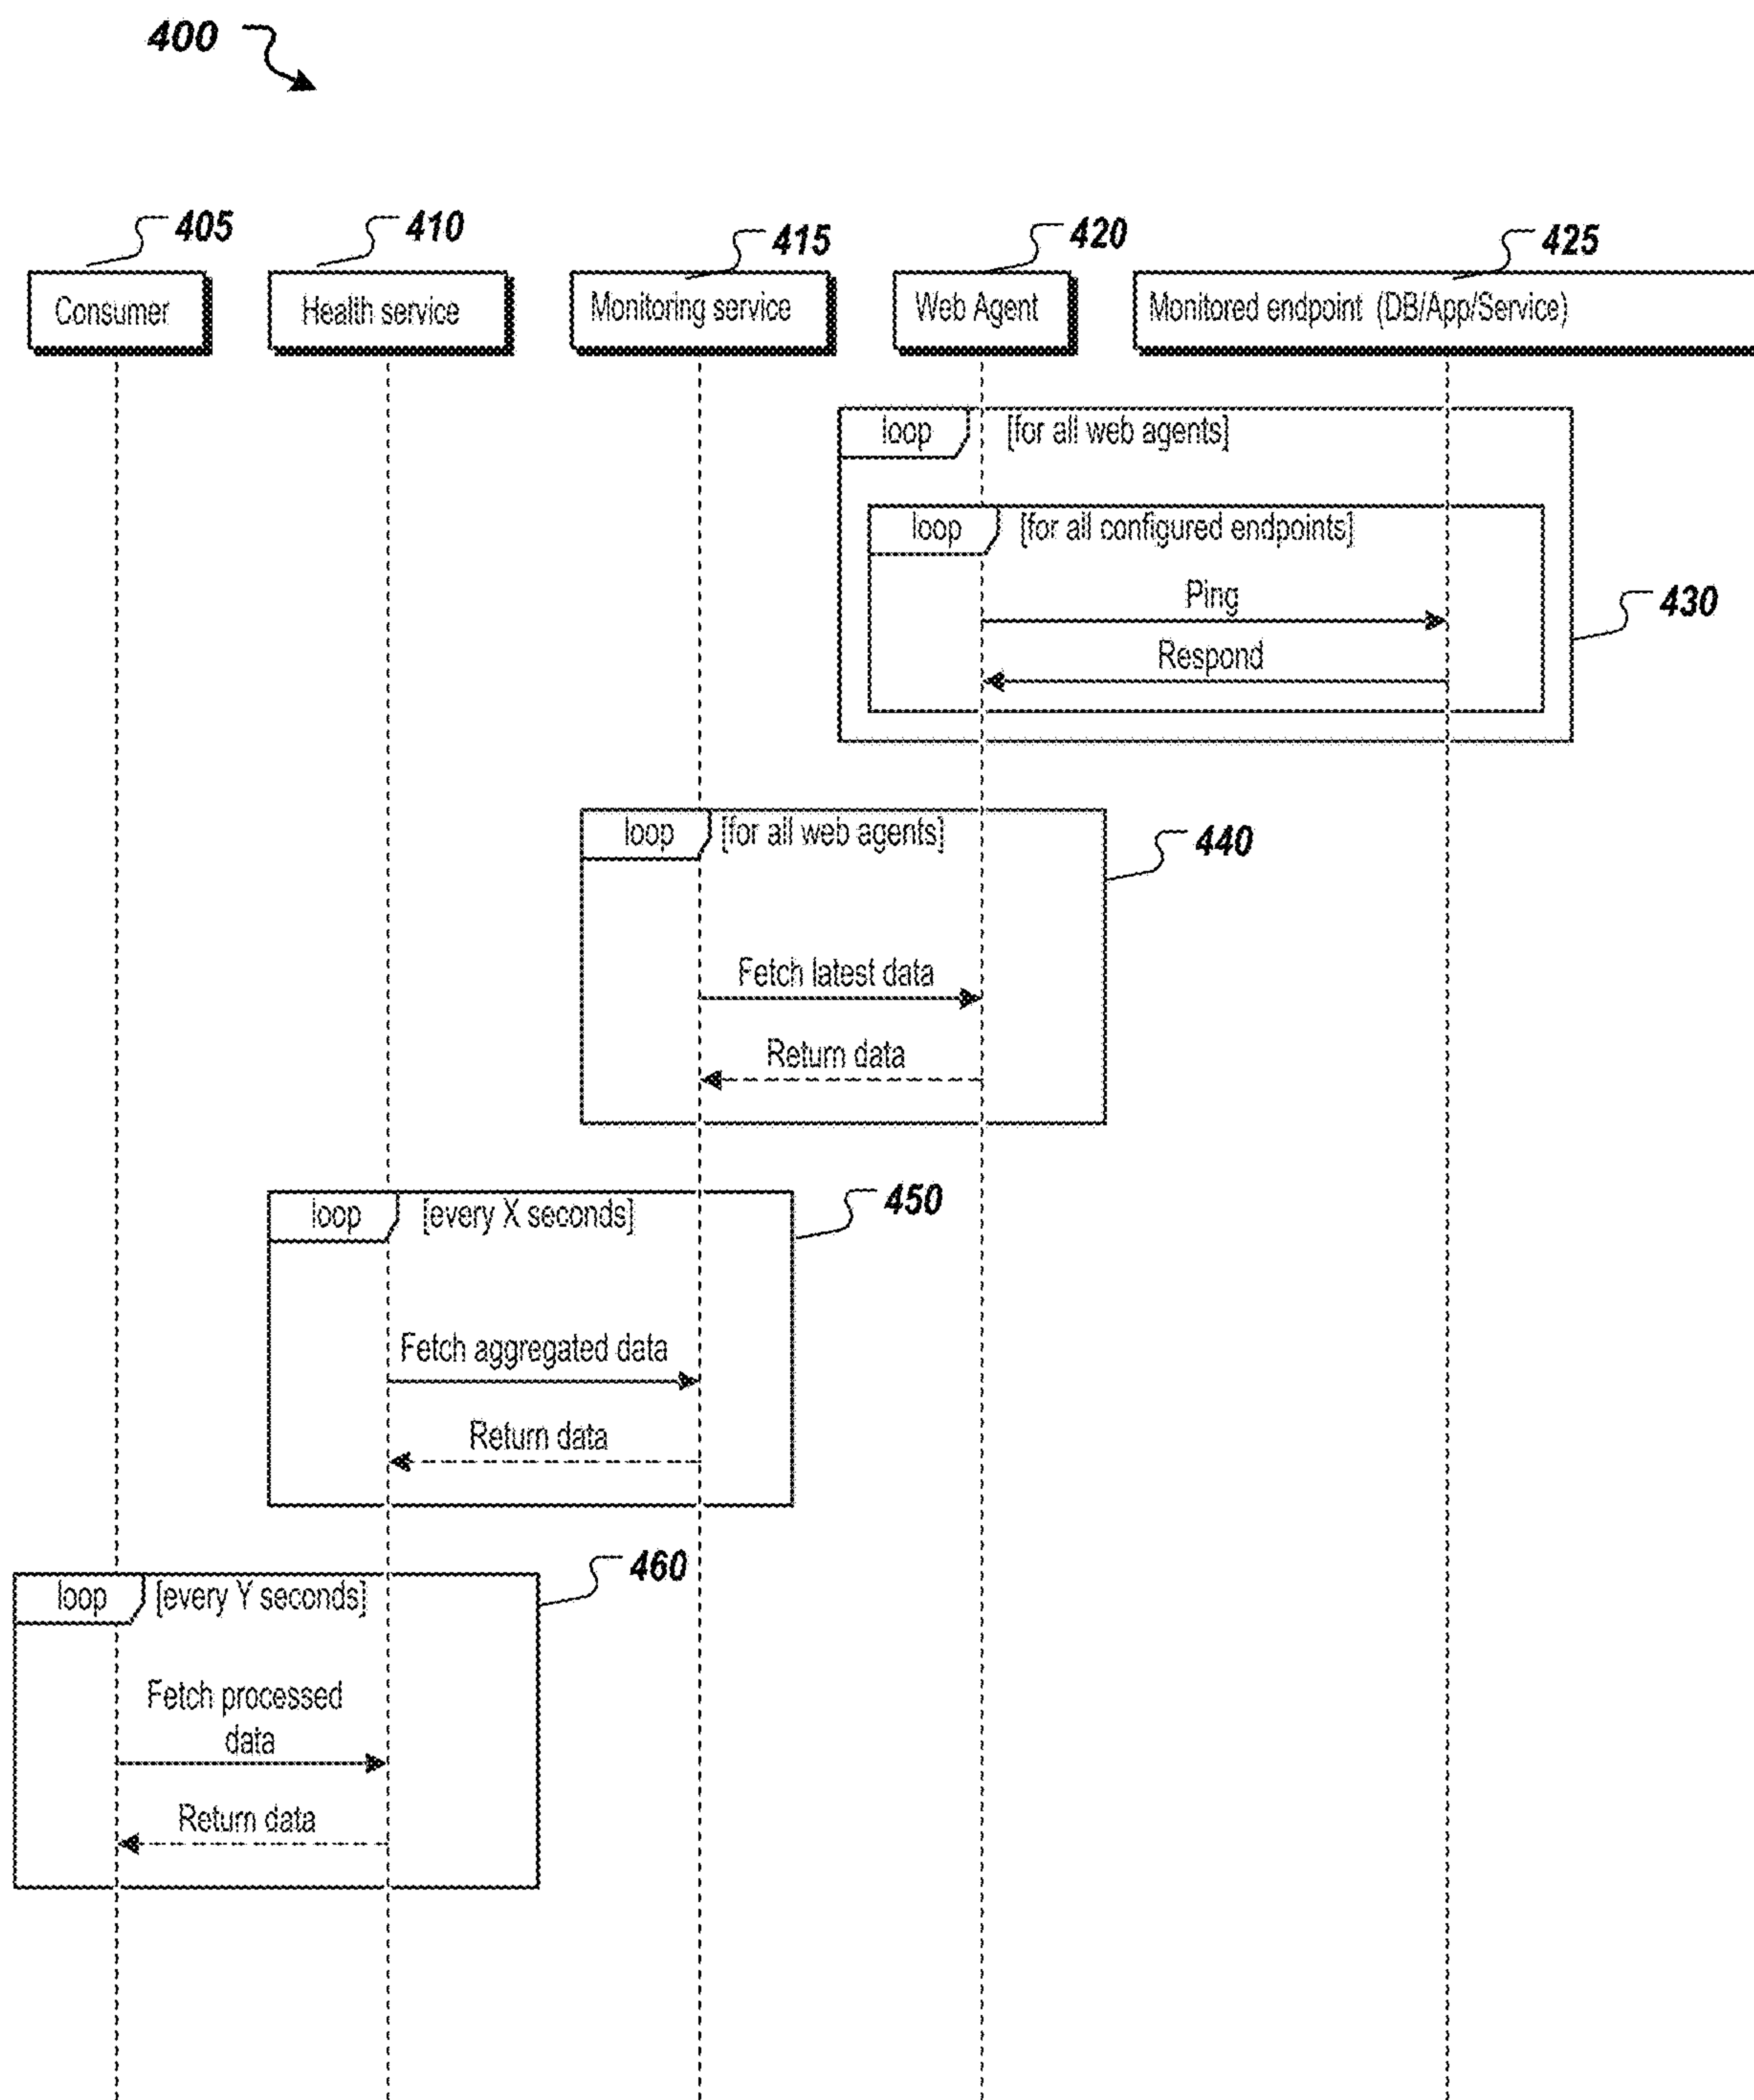 400
405
410
415
420
425
Consumer
Health service
Monitoring service
Web Agent
Monitored endpoint (DB/App/Service)
loop
[for all web agents]
loop
[for all configured endpoints]
Ping
430
Respond
loop
[for all web agents]
440
Fetch latest data
Return data
loop
[every X seconds]
450
Fetch aggregated data
Return data
460
loop
[every Y seconds]
Fetch processed
data
Return data